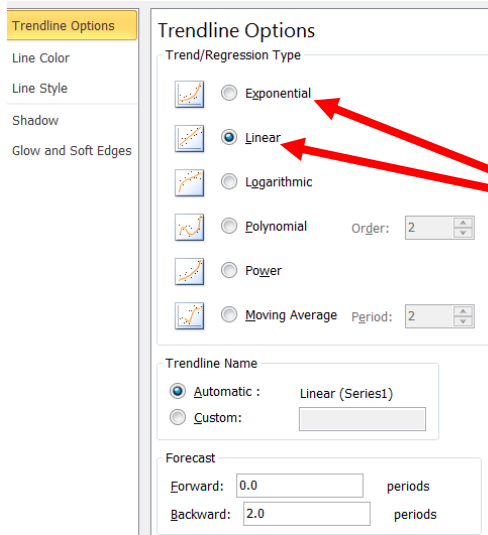 Trendline Options
Line Color
Line Style
Shadow
Glow and Soft Edges
Trendline Options
Trend/Regression Type
Exponential
Linear
Logarithmic
Polynomial Order: 2
Power
Moving Average Period: 2
Trendline Name
Automatic : Linear (Series1)
Custom:
Forecast
Forward: 0.0 periods
Backward: 2.0 periods